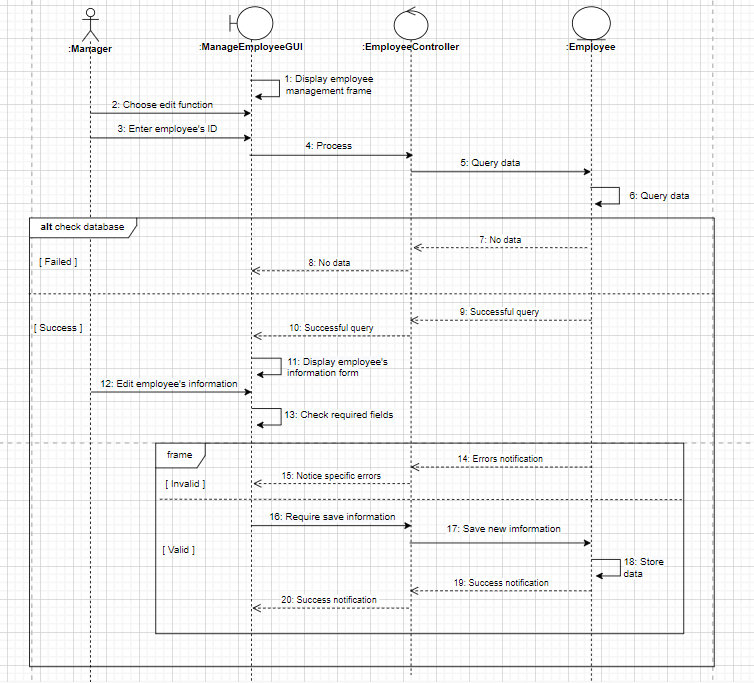 :Manager
:ManageEmployeeGUI
:EmployeeController
:Employee
1: Display employee
management frame
2: Choose edit function
3: Enter employee's ID
4: Process
5: Query data
6: Query data
alt check database
7: No data
[ Failed ]
8: No data
9: Successful query
[ Success ]
10: Successful query
11: Display employee's
information form
12: Edit employee's information
13: Check required fields
frame
14: Errors notification
15: Notice specific errors
[ Invalid ]
16: Require save information
17: Save new imformation
[ Valid ]
18: Store
data
19: Success notification
20: Success notification